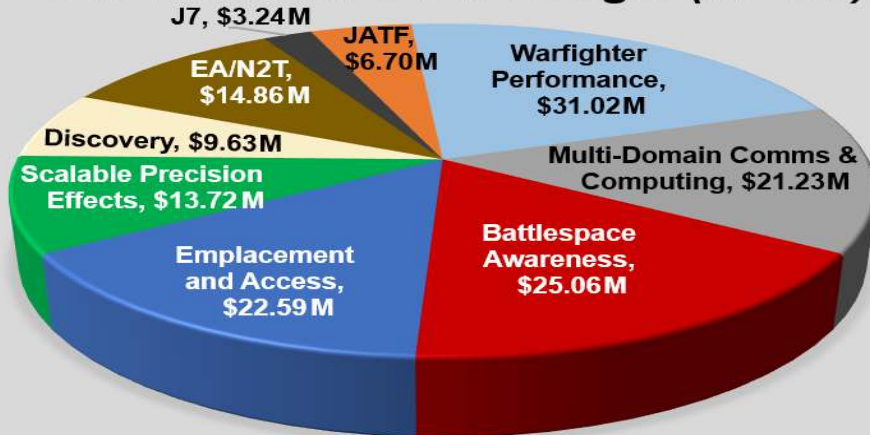 J7, $3.24M
JATF,
$6.70M
Warfighter
Performance,
$31.02M
EA/N2T,
$14.86M
Discovery, $9.63M
Multi-Domain Comms &
Computing, $21.23M
Scalable Precision
Effects, $13.72M
Battlespace
Awareness,
$25.06M
Emplacement
and Access,
$22.59M